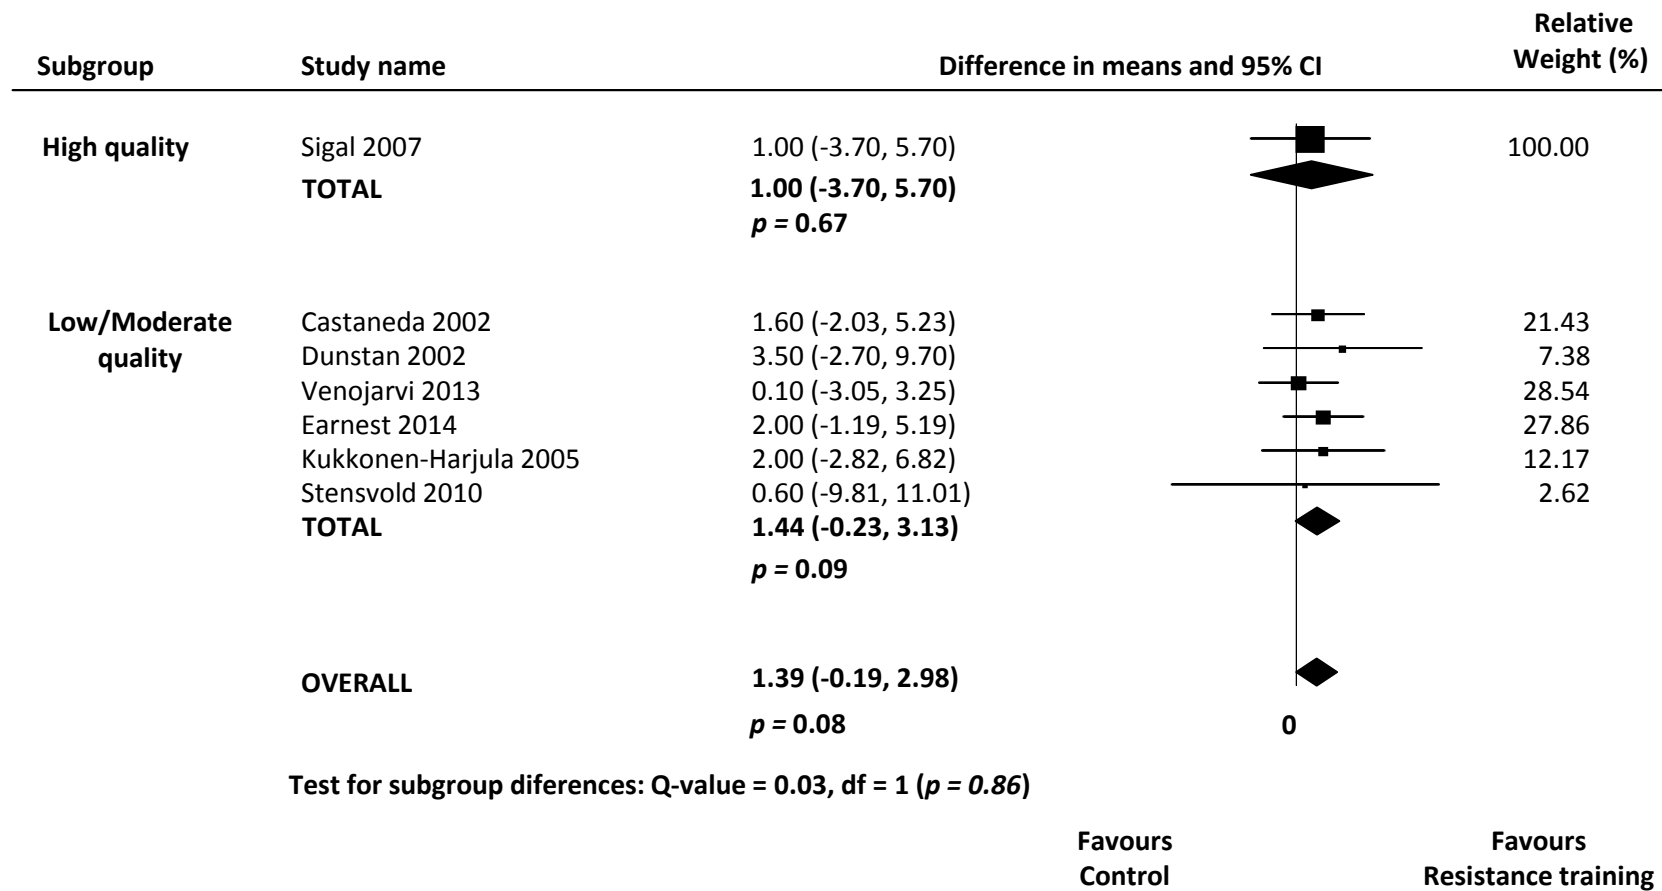 Subgroup Study name Difference in means and 95% CI Relative Weight (%)
High quality Sigal 2007 1.00 (-3.70, 5.70) 100.00
TOTAL 1.00 (-3.70, 5.70)
p = 0.67
Low/Moderate quality Castaneda 2002 1.60 (-2.03, 5.23) 21.43
Dunstan 2002 3.50 (-2.70, 9.70) 7.38
Venojarvi 2013 0.10 (-3.05, 3.25) 28.54
Earnest 2014 2.00 (-1.19, 5.19) 27.86
Kukkonen-Harjula 2005 2.00 (-2.82, 6.82) 12.17
Stensvold 2010 0.60 (-9.81, 11.01) 2.62
TOTAL 1.44 (-0.23, 3.13)
p = 0.09
OVERALL 1.39 (-0.19, 2.98)
p = 0.08 0
Test for subgroup diferences: Q-value = 0.03, df = 1 (p = 0.86)
Favours Control Favours Resistance training